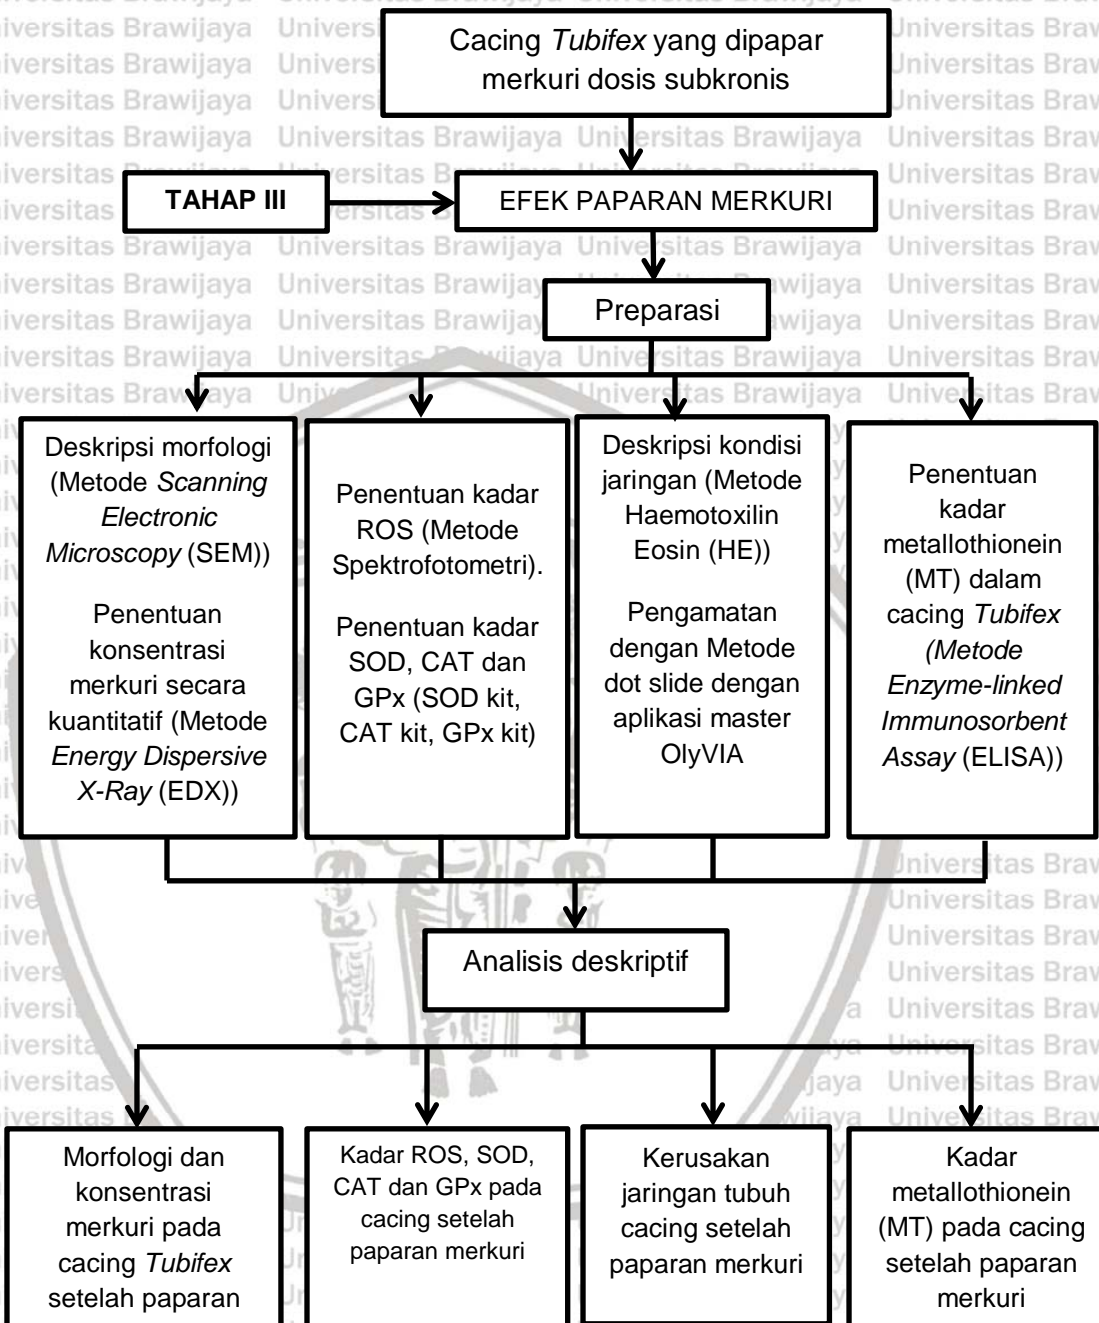 Cacing Tubifex yang dipapar
merkuri dosis subkronis
TAHAP III
EFEK PAPARAN MERKURI
Preparasi
Deskripsi morfologi
(Metode Scanning
Electronic
Microscopy (SEM))
Penentuan
konsentrasi
merkuri secara
kuantitatif (Metode
Energy Dispersive
X-Ray (EDX))
Penentuan kadar
ROS (Metode
Spektrofotometri).
Penentuan kadar
SOD, CAT dan
GPx (SOD kit,
CAT kit, GPx kit)
Deskripsi kondisi
jaringan (Metode
Haemotoxilin
Eosin (HE))
Pengamatan
dengan Metode
dot slide dengan
aplikasi master
OlyVIA
Penentuan
kadar
metallothionein
(MT) dalam
cacing Tubifex
(Metode
Enzyme-linked
Immunosorbent
Assay (ELISA))
Analisis deskriptif
Morfologi dan
konsentrasi
merkuri pada
cacing Tubifex
setelah paparan
Kadar ROS, SOD,
CAT dan GPx pada
cacing setelah
paparan merkuri
Kerusakan
jaringan tubuh
cacing setelah
paparan merkuri
Kadar
metallothionein
(MT) pada cacing
setelah paparan
merkuri
Universitas Brawijaya